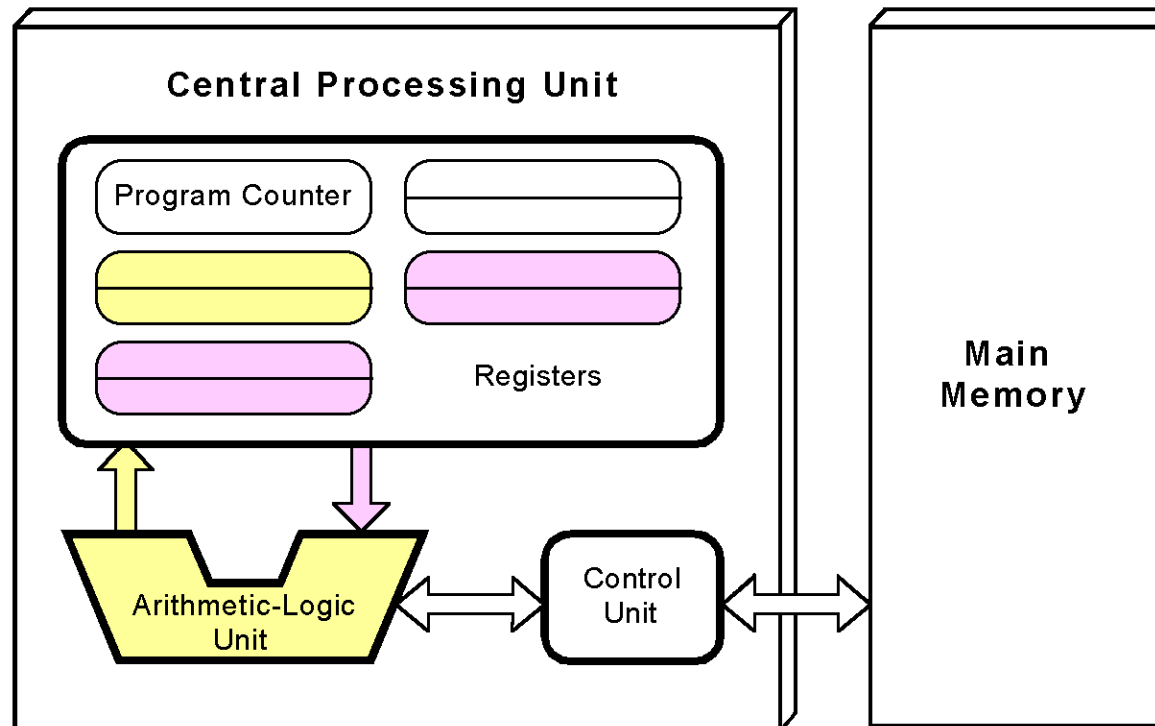 Central Processing Unit
Program Counter
Registers
Main
Memory
Arithmetic-Logic
Unit
Control
Unit